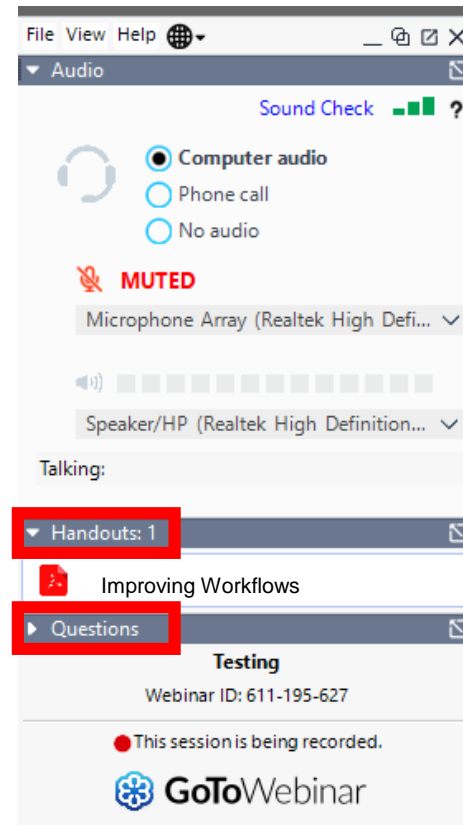 File View Help
Audio
Sound Check ?
Computer audio
Phone call
No audio
MUTED
Microphone Array (Realtek High Defi...
Speaker/HP (Realtek High Definition...
Talking:
Handouts: 1
Improving Workflows
Questions
Testing
Webinar ID: 611-195-627
This session is being recorded.
GoToWebinar